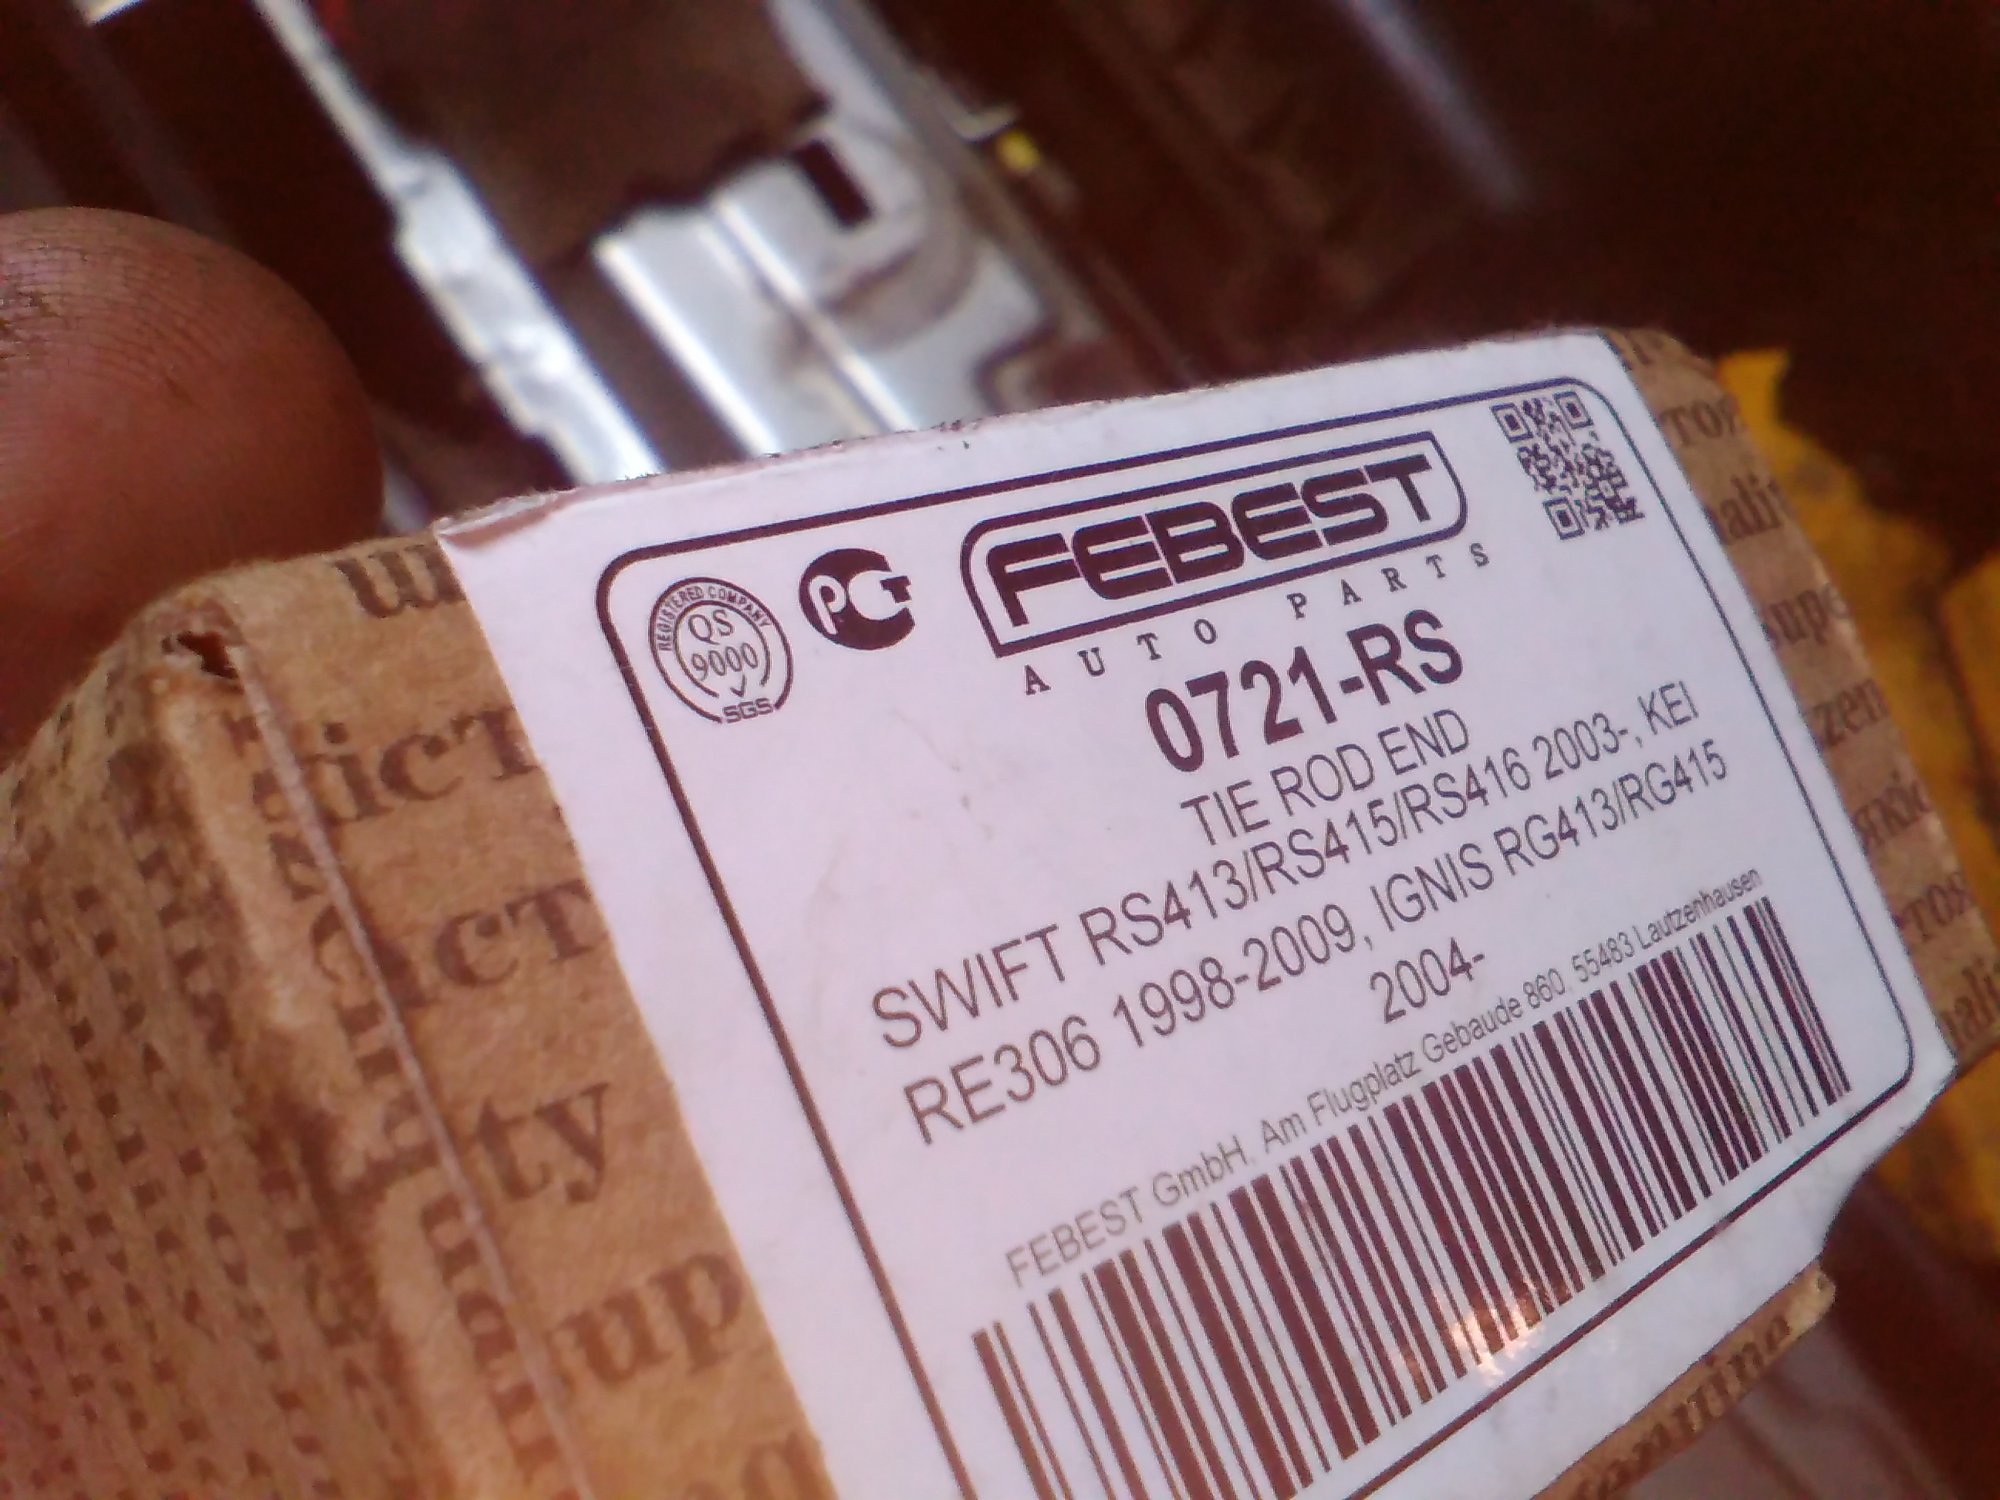 FEBEST
AUTO PARTS
REGISTERED COMPANY
QS
9000
SGS
РСТ
0721-RS
TIE ROD END
SWIFT RS413/RS415/RS416 2003-, KEI
RE306 1998-2009, IGNIS RG413/RG415
2004-
FEBEST GmbH, Am Flugplatz Gebaude 860, 55483 Lautzenhausen